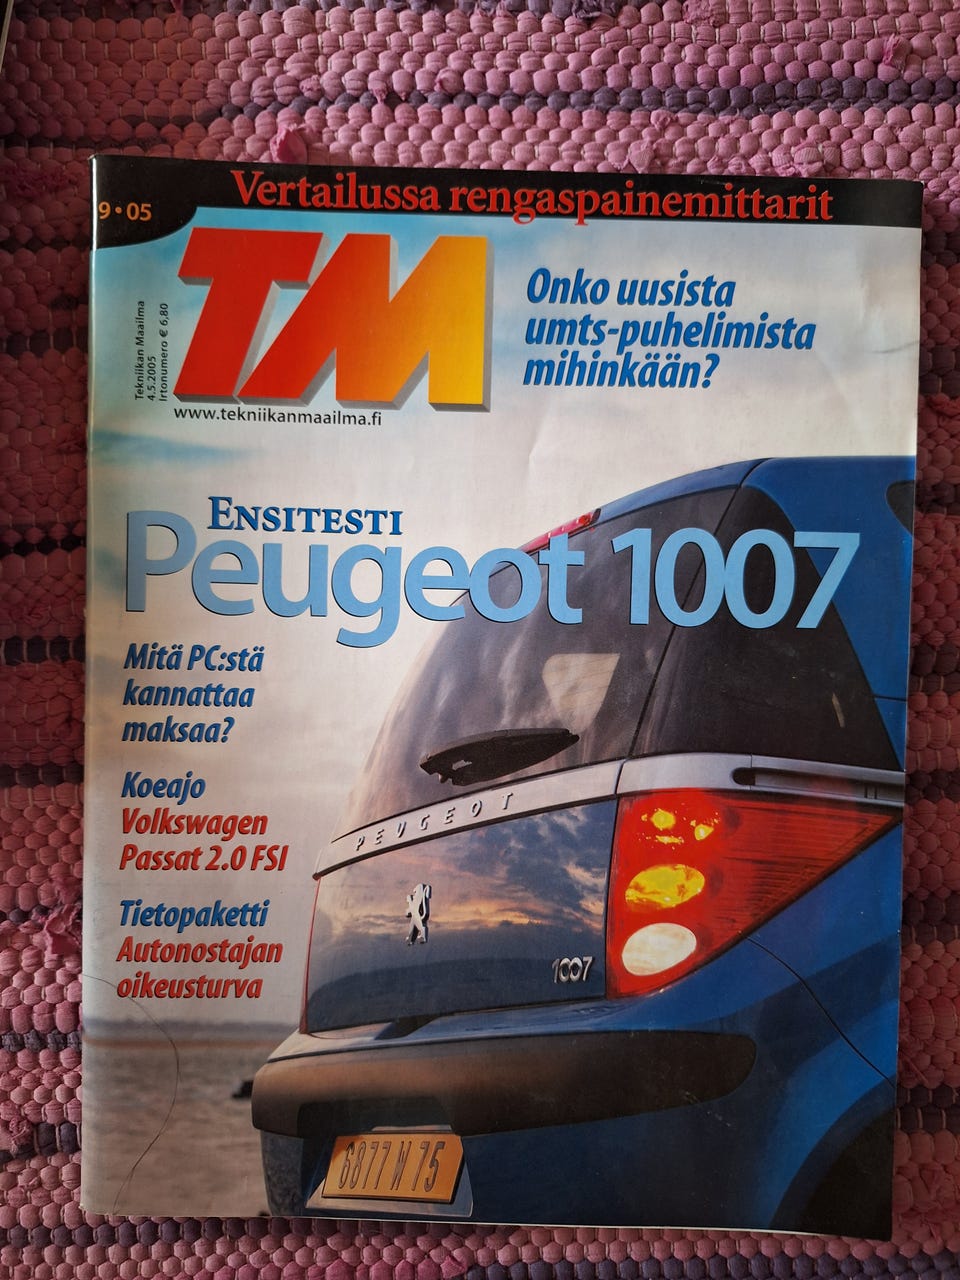 Vertailussa rengaspainemittarit
9•05
TM
Tekniikan Maailma
4.5.2005
Irtonumero € 6,80
www.tekniikanmaailma.fi
Onko uusista
umts-puhelimista
mihinkään?
ENSITESTI
Peugeot 1007
Mitä PC:stä
kannattaa
maksaa?
Koeajo
Volkswagen
Passat 2.0 FSI
Tietopaketti
Autonostajan
oikeusturva
PEUGEOT
1007
6877 W 75